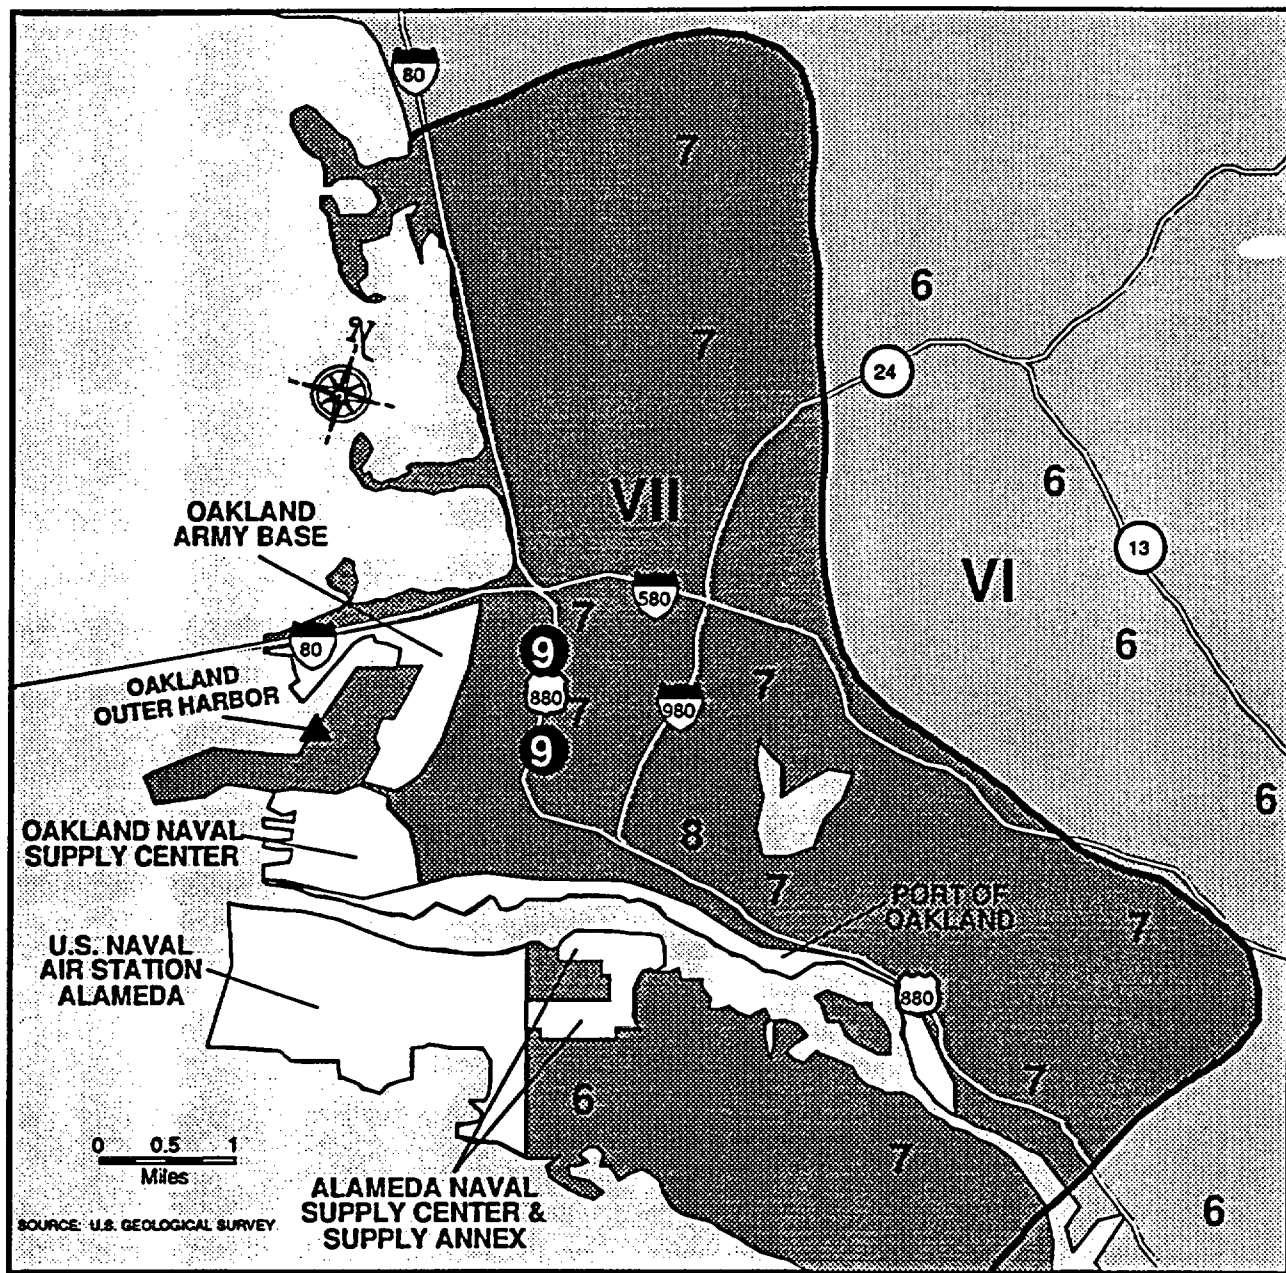 80
7
N
6
7
24
VII
6
OAKLAND
ARMY BASE
13
VI
580
7
9
6
80
OAKLAND
OUTER HARBOR
880
7
7
980
9
6
8
OAKLAND NAVAL
SUPPLY CENTER
7
PORT OF
OAKLAND
7
U.S. NAVAL
AIR STATION
ALAMEDA
880
7
6
7
0 0.5 1
Miles
ALAMEDA NAVAL
SUPPLY CENTER &
SUPPLY ANNEX
6
SOURCE: U.S. GEOLOGICAL SURVEY